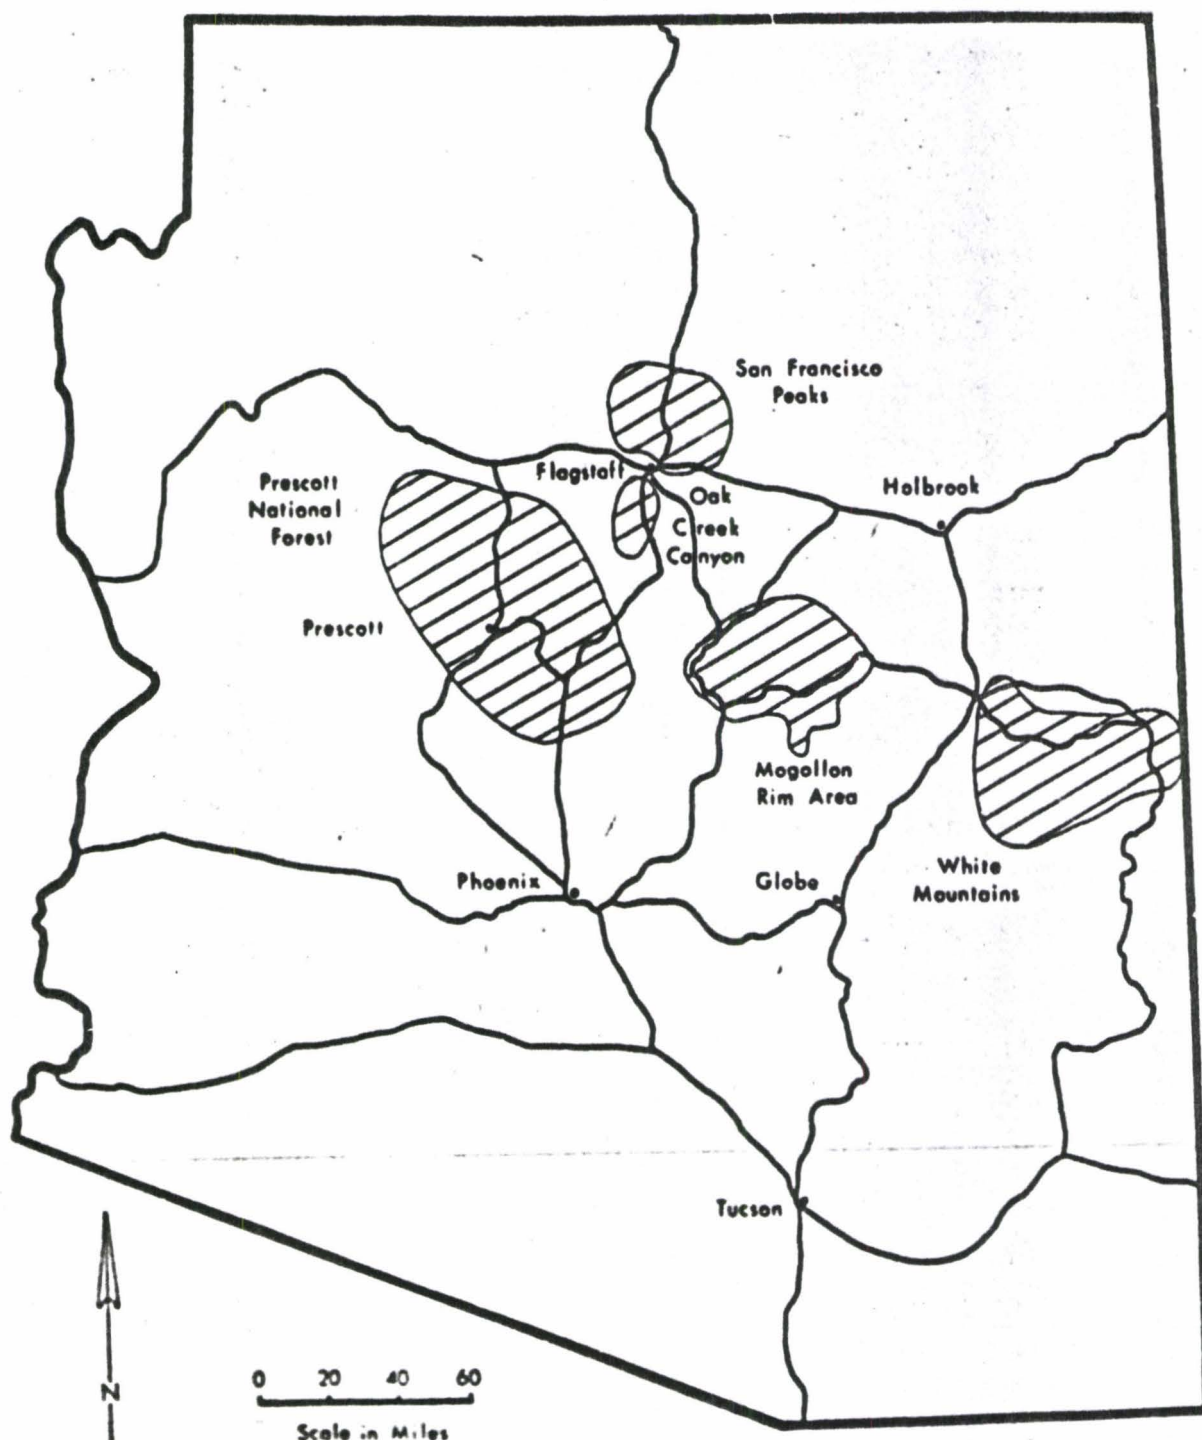 San Francisco
Peaks
Flagstaff
Prescott
National
Forest
Oak
Creek
Canyon
Holbrook
Prescott
Mogollon
Rim Area
White
Mountains
Phoenix
Globe
Tucson
N
0 20 40 60
Scale in Miles